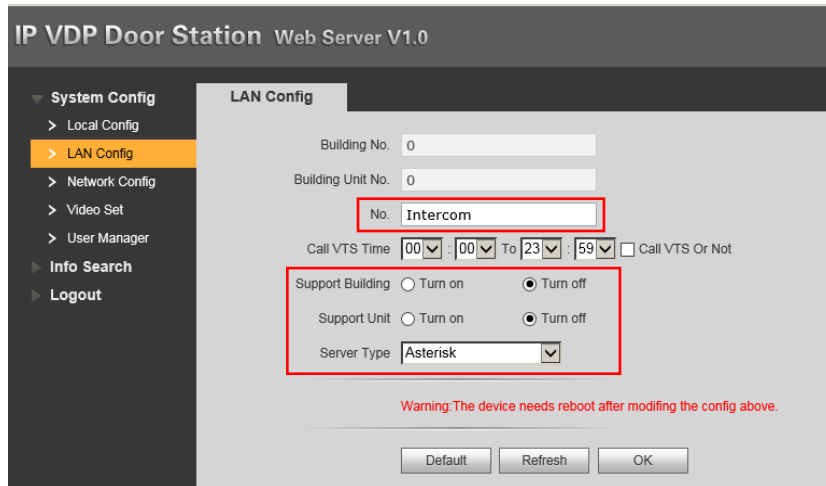 IP VDP Door Station Web Server V1.0
System Config
Local Config
LAN Config
Network Config
Video Set
User Manager
Info Search
Logout
LAN Config
Building No. 0
Building Unit No. 0
No. Intercom
Call VTS Time 00 : 00 To 23 : 59 Call VTS Or Not
Support Building Turn on Turn off
Support Unit Turn on Turn off
Server Type Asterisk
Warning:The device needs reboot after modifing the config above.
Default Refresh OK